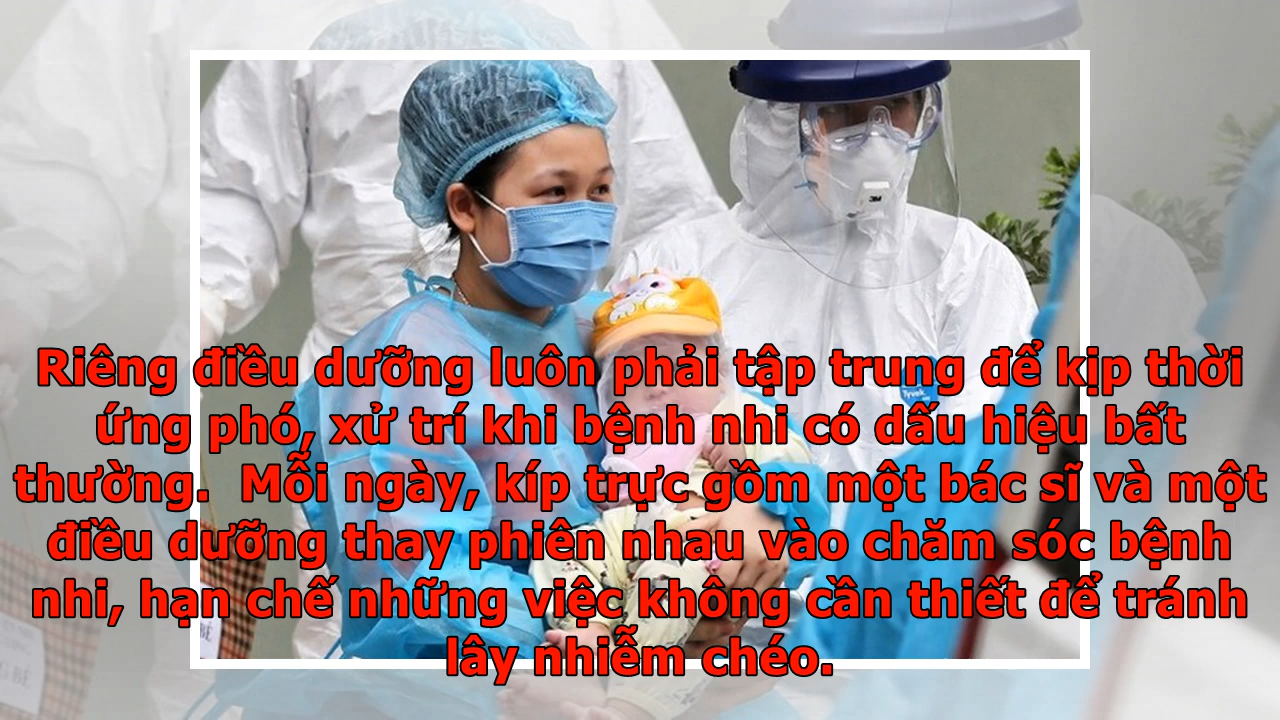 3M
Riêng điều dưỡng luôn phải tập trung để kịp thời
Tyvek
ứng phó, xử trí khi bệnh nhi có dấu hiệu bất
thường.  Mỗi ngày, kíp trực gồm một bác sĩ và một
điều dưỡng thay phiên nhau vào chăm sóc bệnh
nhi, hạn chế những việc không cần thiết để tránh
lây nhiễm chéo.